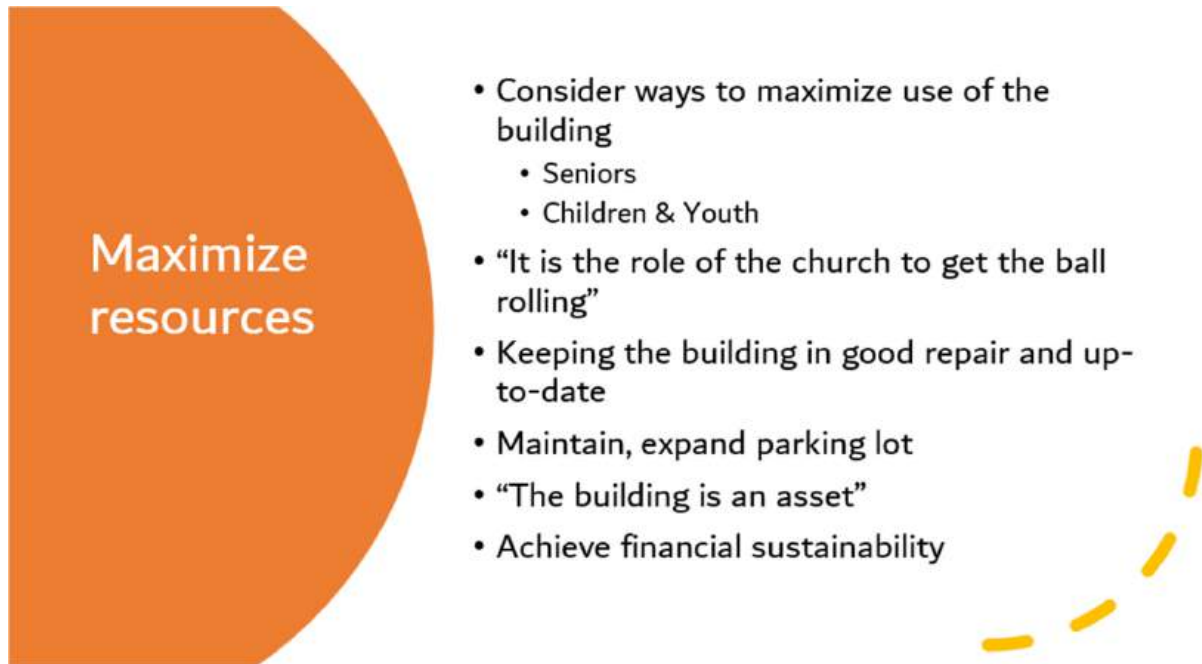 Maximize
resources
• Consider ways to maximize use of the
building
• Seniors
• Children & Youth
• “It is the role of the church to get the ball
rolling”
• Keeping the building in good repair and up-
to-date
• Maintain, expand parking lot
• “The building is an asset”
• Achieve financial sustainability